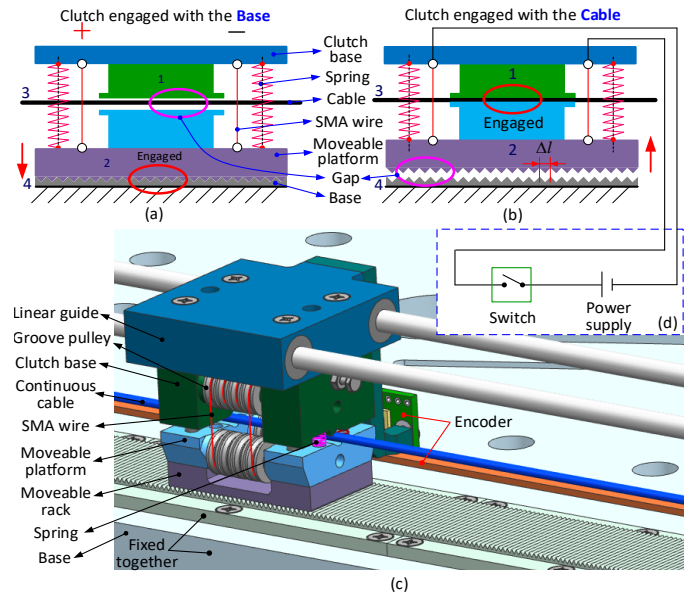 Clutch engaged with the Base
Clutch engaged with the Cable
+
−
1
3
Engaged
2
4
(a)
Clutch
base
Spring
Cable
SMA wire
Moveable
platform
Gap
Base
1
3
Engaged
2
Δl
4
(b)
Switch
Power
supply
(d)
Linear guide
Groove pulley
Clutch base
Continuous
cable
SMA wire
Moveable
platform
Moveable
rack
Spring
Base
Fixed
together
Encoder
(c)